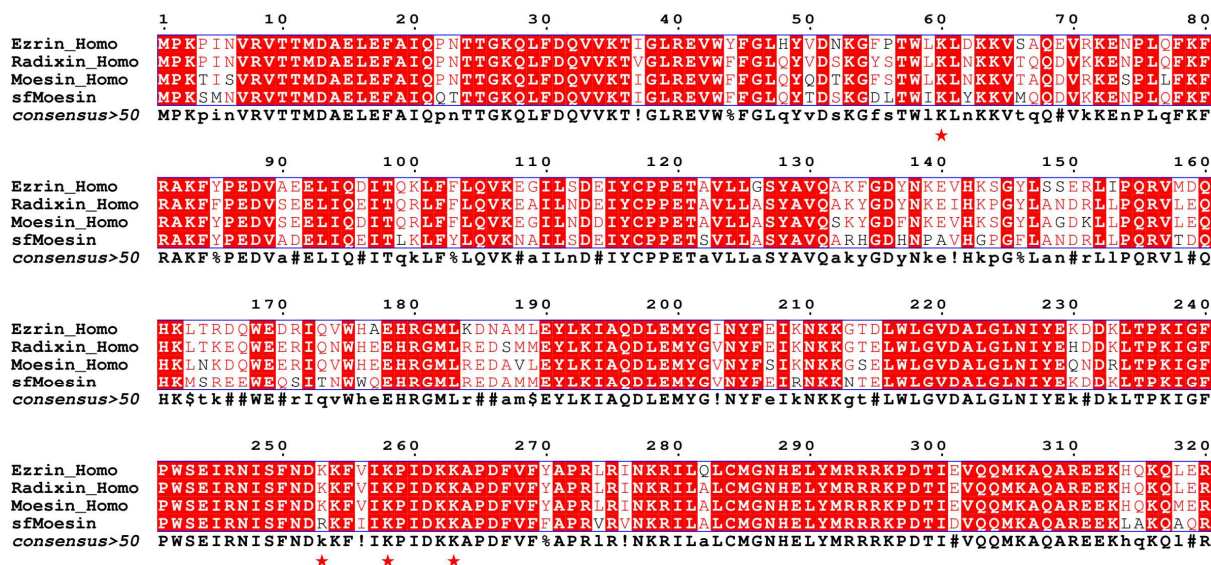 1 10 20 30 40 50 60 70 80
Ezrin_Homo MPKPINVRVTTMDAELEFAIQPNTTGKQLFDQVVKTIGLREVWYFGLHYVDNKGFPTWLKLDKKVSAQEVRKENPLQFKF
Radixin_Homo MPKPINVRVTTMDAELEFAIQPNTTGKQLFDQVVKTVGLREVWFFGLQYVDSKGYSTWLKLNKKVTQQDVKKENPLQFKF
Moesin_Homo MPKTISVRVTTMDAELEFAIQPNTTGKQLFDQVVKTIGLREVWFFGLQYQDTKGFSTWLKLNKKVTAQDVRKESPLLFKF
sfMoesin MPKSMNVRVTTMDAELEFAIQQTTTGKQLFDQVVKTIGLREVWFFGLQYTDSKGDLTWIKLYKKVMQQDVKKENPLQFKF
consensus>50 MPKpinVRVTTMDAELEFAIQpnTTGKQLFDQVVKT!GLREVW%FGLqYvDsKGfsTWlKLnKKVtqQ#VkKEnPLqFKF
90 100 110 120 130 140 150 160
Ezrin_Homo RAKFYPEDVAEELIQDITQKLFFLQVKEGILSDEIYCPPETAVLLGSYAVQAKFGDYNKEVHKSGYLSSERLIPQRVMDQ
Radixin_Homo RAKFFPEDVSEELIQEITQRLFFLQVKEAILNDEIYCPPETAVLLASYAVQAKYGDYNKEIHKPGYLANDRLLPQRVLEQ
Moesin_Homo RAKFYPEDVSEELIQDITQRLFFLQVKEGILNDDIYCPPETAVLLASYAVQSKYGDFNKEVHKSGYLAGDKLLPQRVLEQ
sfMoesin RAKFYPEDVADELIQEITLKLFYLQVKNAILSDEIYCPPETSVLLASYAVQARHGDHNPAVHGPGFLANDRLLPQRVTDQ
consensus>50 RAKF%PEDVa#ELIQ#ITqkLF%LQVK#aILnD#IYCPPETaVLLaSYAVQakyGDyNke!HkpG%Lan#rLlPQRVl#Q
170 180 190 200 210 220 230 240
Ezrin_Homo HKLTRDQWEDRIQVWHAEHRGMLKDNAMLEYLKIAQDLEMYGINYFEIKNKKGTDLWLGVDALGLNIYEKDDKLTPKIGF
Radixin_Homo HKLTKEQWEERIQNWHEEHRGMLREDSMMEYLKIAQDLEMYGVNYFEIKNKKGTELWLGVDALGLNIYEHDDKLTPKIGF
Moesin_Homo HKLNKDQWEERIQVWHEEHRGMLREDAVLEYLKIAQDLEMYGVNYFSIKNKKGSELWLGVDALGLNIYEQNDRLTPKIGF
sfMoesin HKMSREEWEQSITNWWQEHRGMLREDAMMEYLKIAQDLEMYGVNYFEIRNKKNTELWLGVDALGLNIYEKDDKLTPKIGF
consensus>50 HK$tk##WE#rIqvWheEHRGMLr##am$EYLKIAQDLEMYG!NYFeIkNKKgt#LWLGVDALGLNIYEk#DkLTPKIGF
250 260 270 280 290 300 310 320
Ezrin_Homo PWSEIRNISFNDKKFVIKPIDKKAPDFVFYAPRLRINKRILQLCMGNHELYMRRRKPDTIEVQQMKAQAREEKHQKQLER
Radixin_Homo PWSEIRNISFNDKKFVIKPIDKKAPDFVFYAPRLRINKRILALCMGNHELYMRRRKPDTIEVQQMKAQAREEKHQKQLER
Moesin_Homo PWSEIRNISFNDKKFVIKPIDKKAPDFVFYAPRLRINKRILALCMGNHELYMRRRKPDTIEVQQMKAQAREEKHQKQMER
sfMoesin PWSEIRNISFNDRKFIIKPIDKKAPDFVFFAPRVRVNKRILALCMGNHELYMRRRKPDTIDVQQMKAQAREEKLAKQAQR
consensus>50 PWSEIRNISFNDkKF!IKPIDKKAPDFVF%APRlR!NKRILaLCMGNHELYMRRRKPDTI#VQQMKAQAREEKhqKQl#R